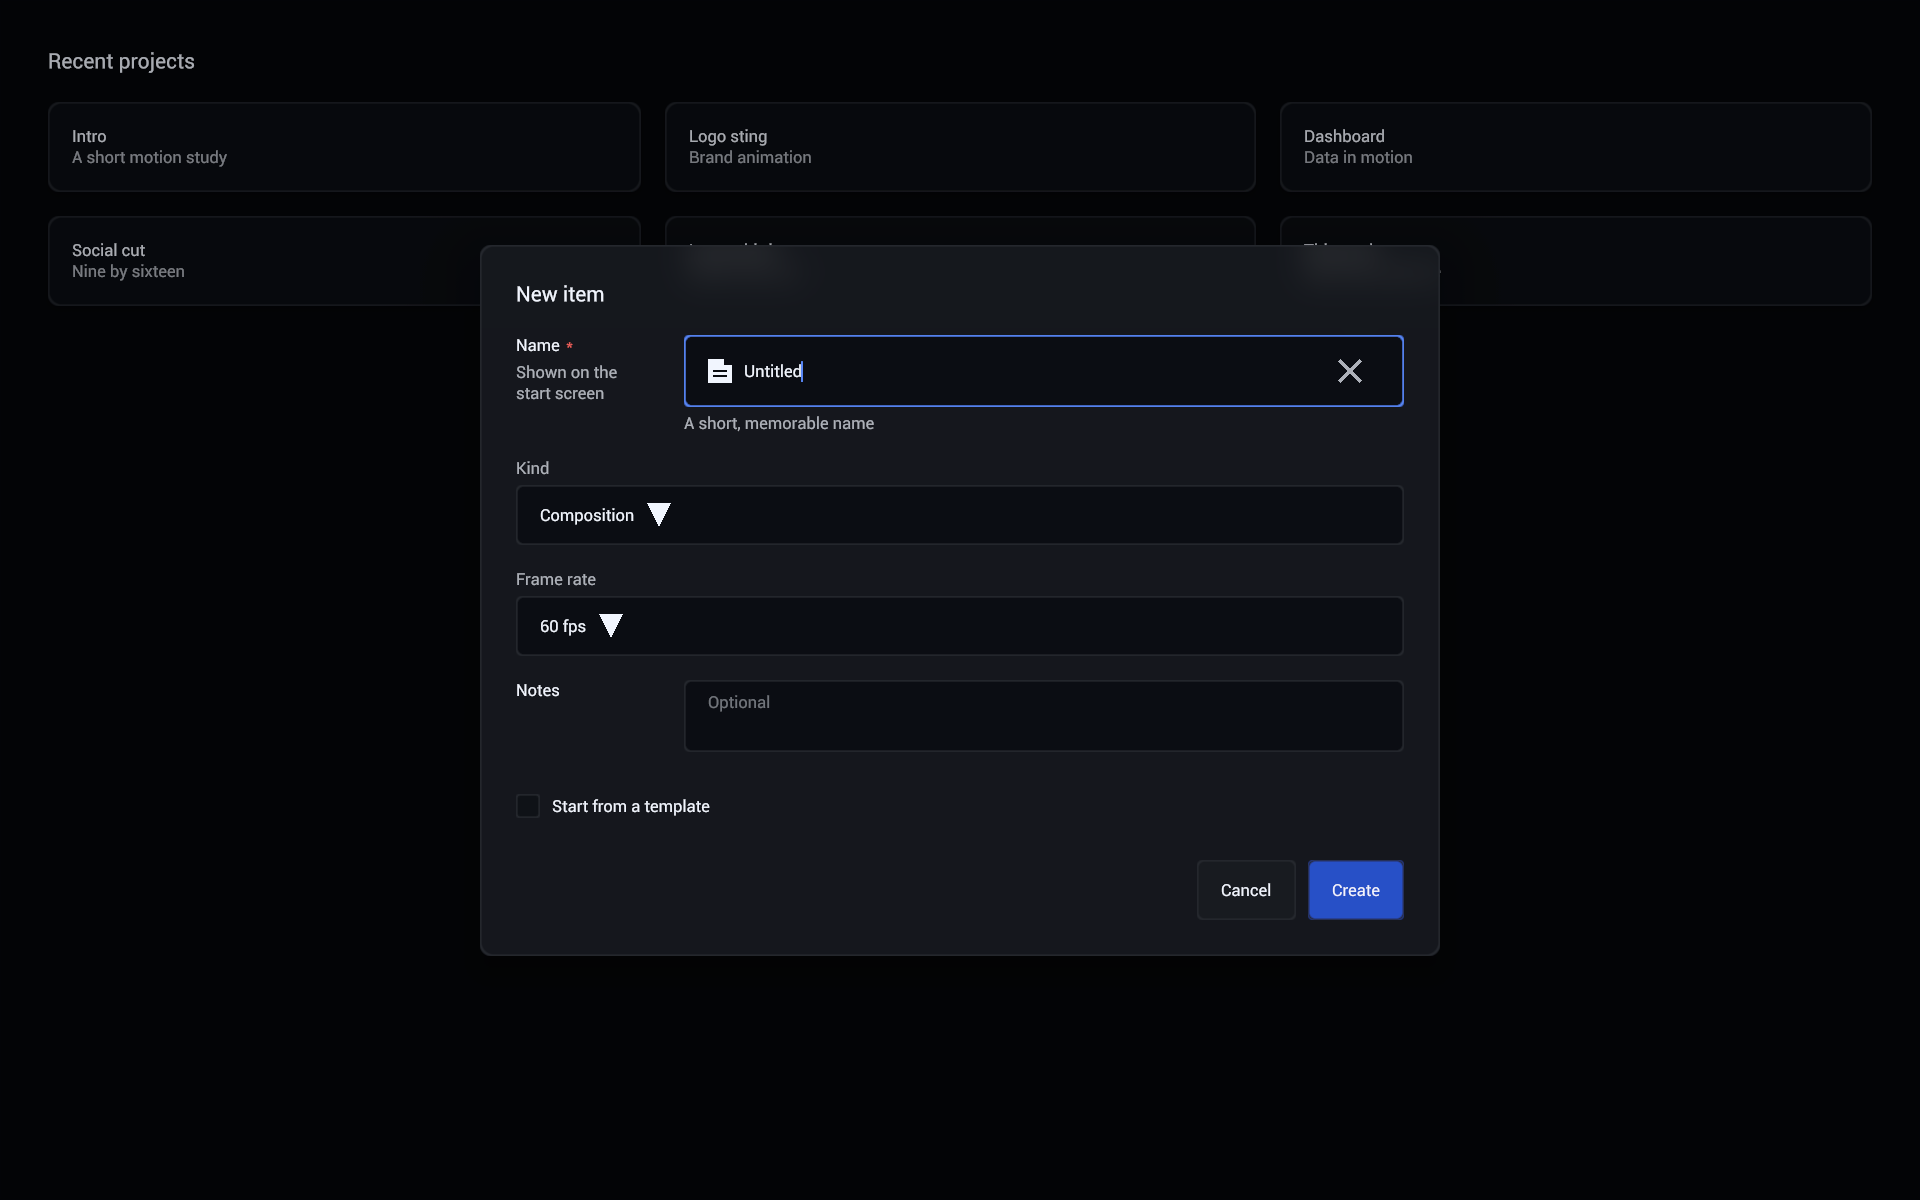 Recent projects
Intro
A short motion study
Logo sting
Brand animation
Dashboard
Data in motion
Social cut
Nine by sixteen
New item
Name *
Shown on the
start screen
Untitled
A short, memorable name
Kind
Composition
Frame rate
60 fps
Notes
Optional
Start from a template
Cancel
Create